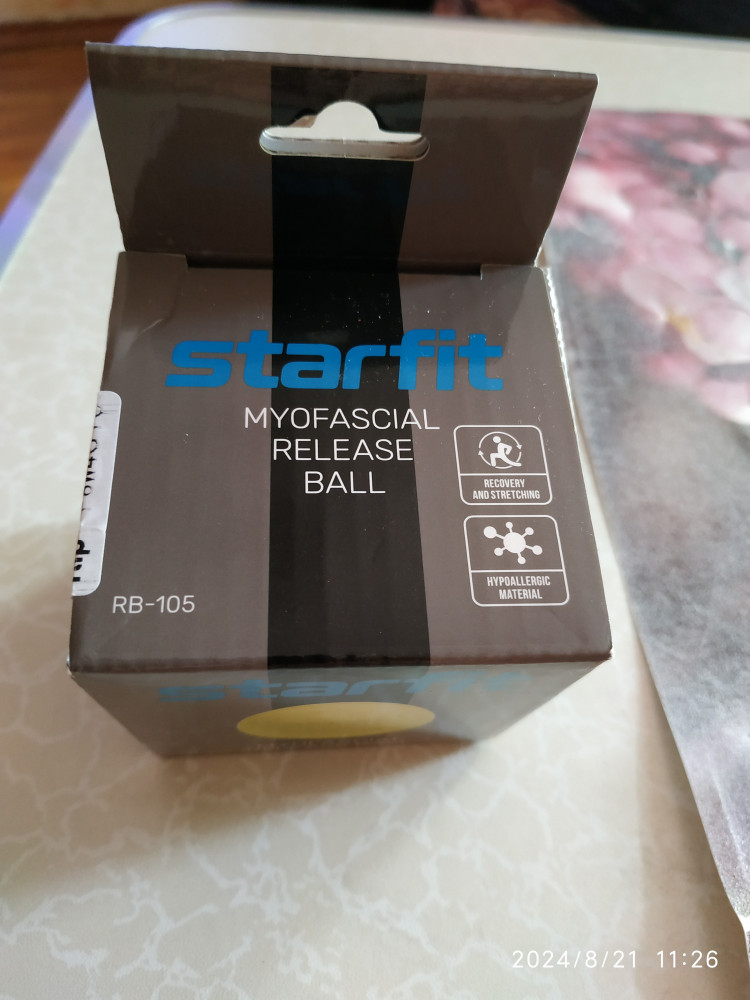 starfit
MYOFASCIAL
RELEASE
BALL
RECOVERY
AND STRETCHING
HYPOALLERGIC
MATERIAL
RB-105
starfit
2024/8/21 11:26